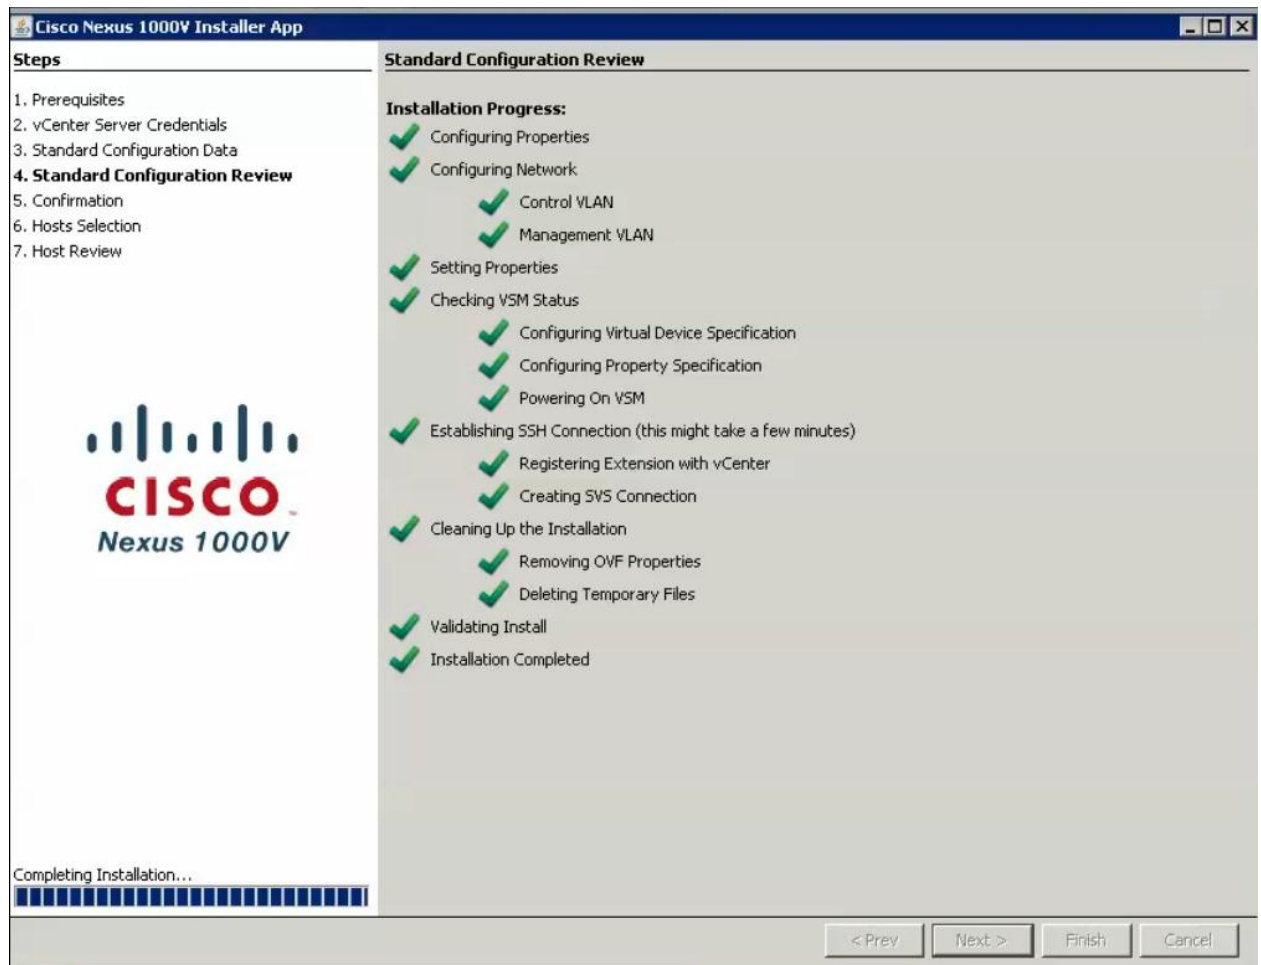 Cisco Nexus 1000V Installer App
Steps
1. Prerequisites
2. vCenter Server Credentials
3. Standard Configuration Data
4. Standard Configuration Review
5. Confirmation
6. Hosts Selection
7. Host Review
CISCO
Nexus 1000V
Completing Installation...
Standard Configuration Review
Installation Progress:
Configuring Properties
Configuring Network
Control VLAN
Management VLAN
Setting Properties
Checking VSM Status
Configuring Virtual Device Specification
Configuring Property Specification
Powering On VSM
Establishing SSH Connection (this might take a few minutes)
Registering Extension with vCenter
Creating SVS Connection
Cleaning Up the Installation
Removing OVF Properties
Deleting Temporary Files
Validating Install
Installation Completed
< Prev Next > Finish Cancel